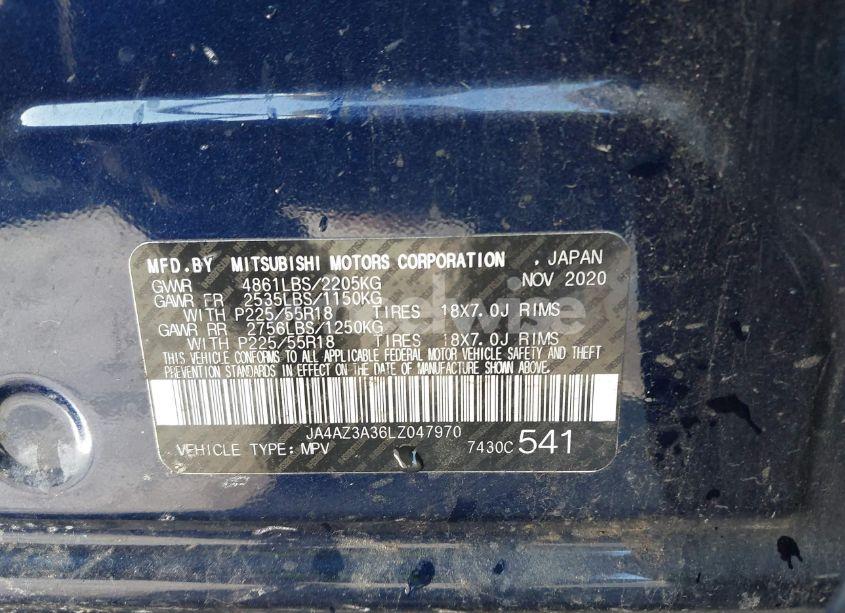 MFD.BY MITSUBISHI MOTORS CORPORATION , JAPAN
GVWR 4861LBS/2205KG NOV 2020
GAWR FR 2535LBS/1150KG
WITH P225/55R18 TIRES 18X7.0J RIMS
GAWR RR 2756LBS/1250KG
WITH P225/55R18 TIRES 18X7.0J RIMS
THIS VEHICLE CONFORMS TO ALL APPLICABLE FEDERAL MOTOR VEHICLE SAFETY AND THEFT
PREVENTION STANDARDS IN EFFECT ON THE DATE OF MANUFACTURE SHOWN ABOVE.
JA4AZ3A36LZ047970
VEHICLE TYPE: MPV 7430C 541